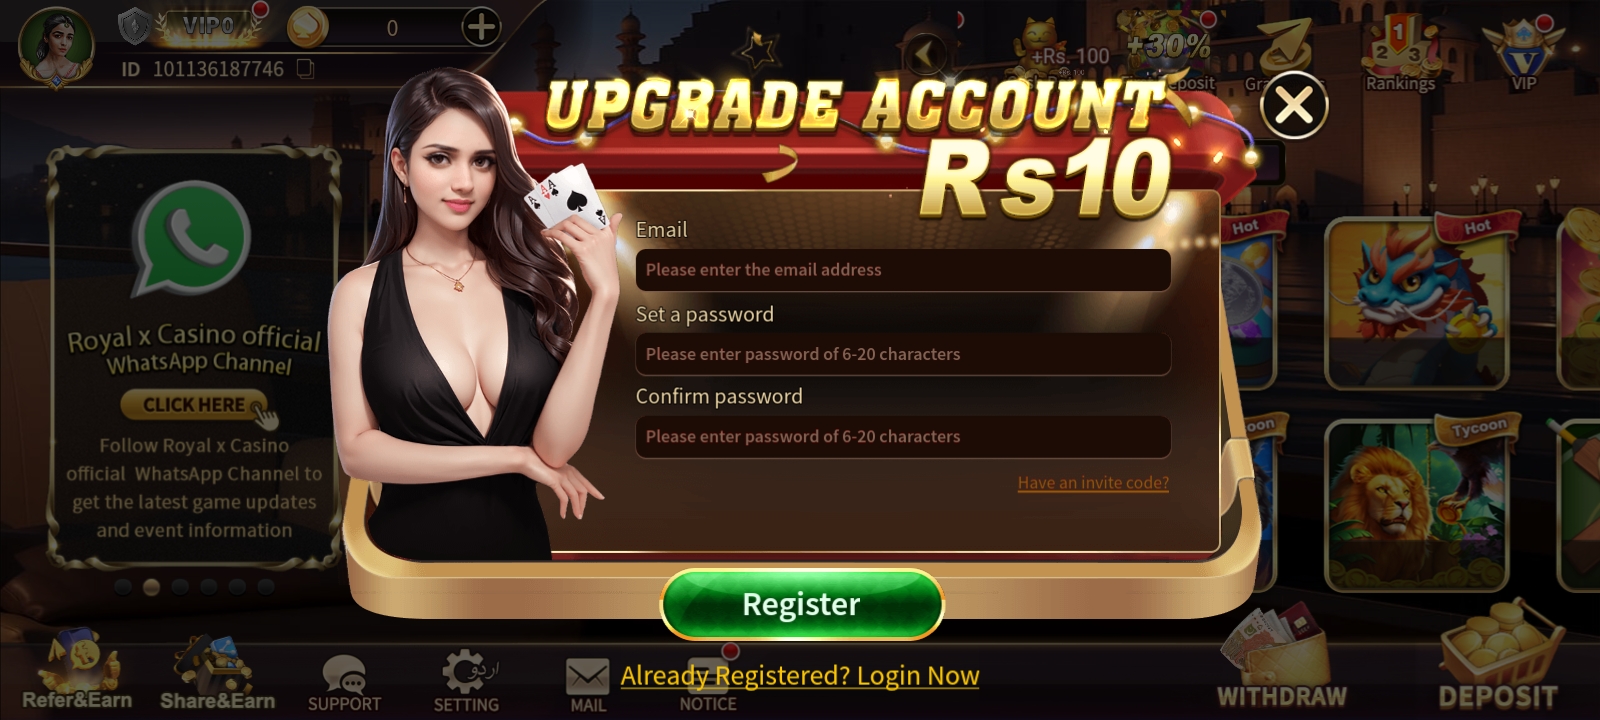 VIP0
0
ID 101136187746
+Rs. 100
+30%
Rankings
VIP
UPGRADE ACCOUNT
Rs10
Email
Please enter the email address
Set a password
Please enter password of 6-20 characters
Confirm password
Please enter password of 6-20 characters
Have an invite code?
Register
Already Registered? Login Now
Royal x Casino official
WhatsApp Channel
CLICK HERE
Follow Royal x Casino
official WhatsApp Channel to
get the latest game updates
and event information
Hot
Hot
Tycoon
Refer&Earn
Share&Earn
SUPPORT
اردو
SETTING
MAIL
NOTICE
WITHDRAW
DEPOSIT